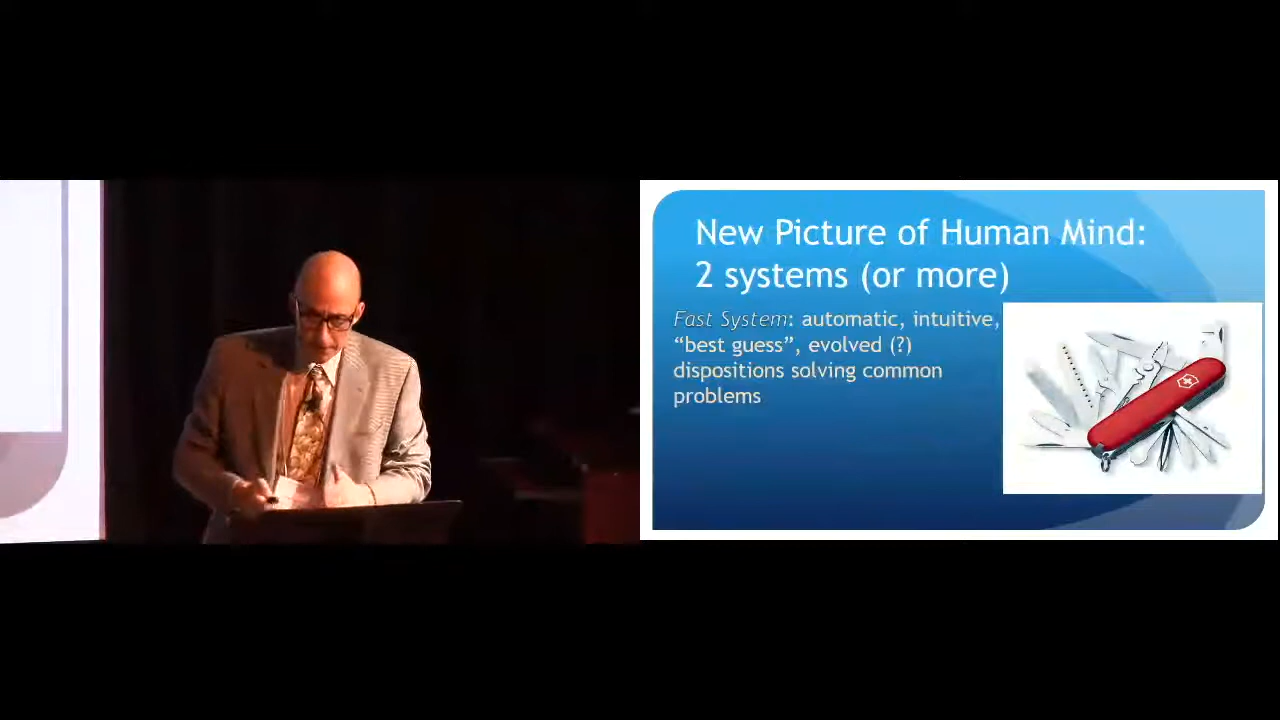 New Picture of Human Mind:
2 systems (or more)
Fast System: automatic, intuitive,
“best guess”, evolved (?)
dispositions solving common
problems